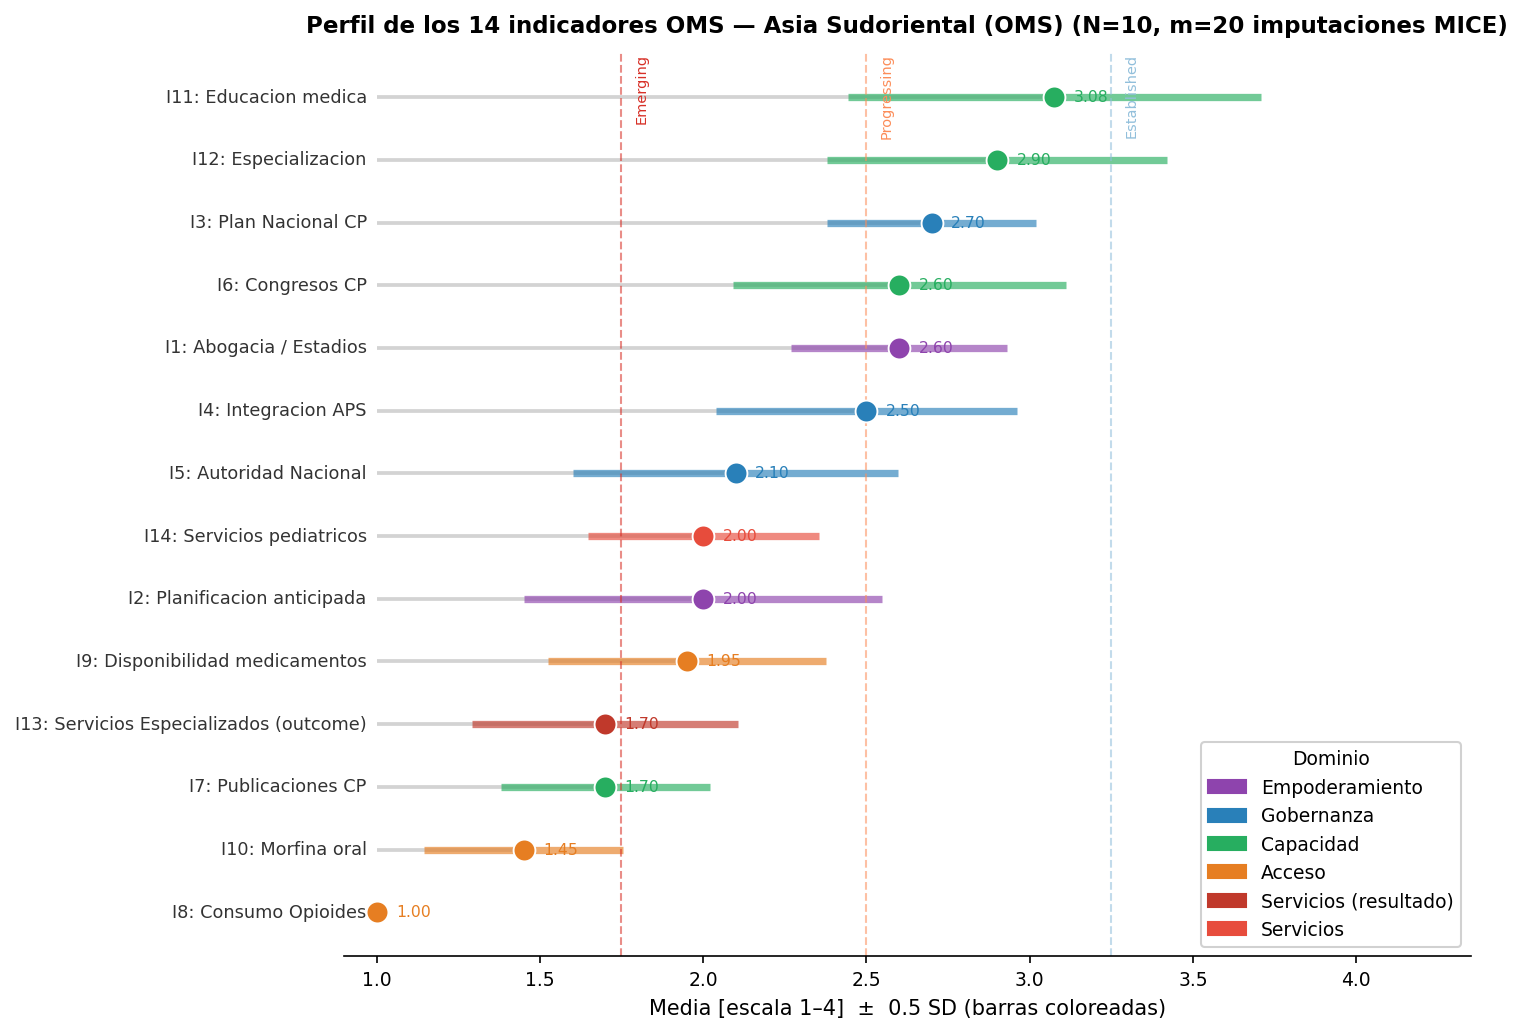 Perfil de los 14 indicadores OMS — Asia Sudoriental (OMS) (N=10, m=20 imputaciones MICE)
Emerging
Progressing
Established
I11: Educacion medica
3.08
I12: Especializacion
2.90
I3: Plan Nacional CP
2.70
I6: Congresos CP
2.60
I1: Abogacia / Estadios
2.60
I4: Integracion APS
2.50
I5: Autoridad Nacional
2.10
I14: Servicios pediatricos
2.00
I2: Planificacion anticipada
2.00
I9: Disponibilidad medicamentos
1.95
I13: Servicios Especializados (outcome)
1.70
I7: Publicaciones CP
1.70
I10: Morfina oral
1.45
I8: Consumo Opioides
1.00
Dominio
Empoderamiento
Gobernanza
Capacidad
Acceso
Servicios (resultado)
Servicios
1.0 1.5 2.0 2.5 3.0 3.5 4.0
Media [escala 1–4] ± 0.5 SD (barras coloreadas)